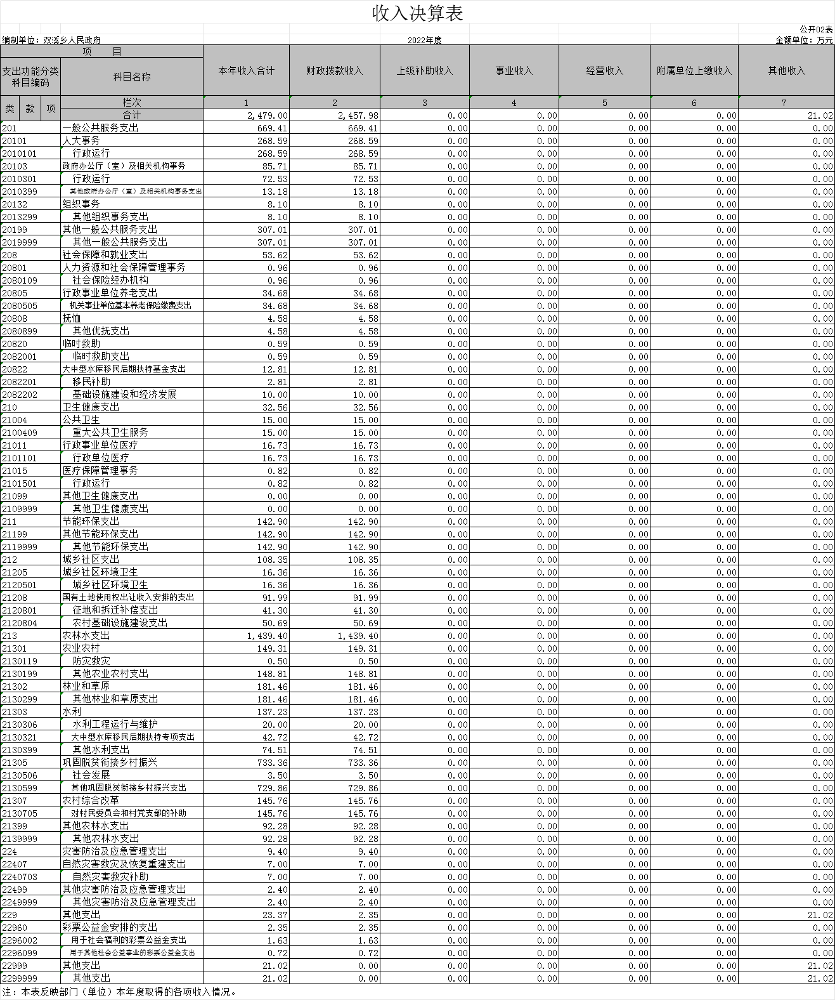 收入决算表
公开02表
编制单位：双溪乡人民政府 2022年度 金额单位：万元
项 目 本年收入合计 财政拨款收入 上级补助收入 事业收入 经营收入 附属单位上缴收入 其他收入
支出功能分类科目编码 科目名称
类 款 项 栏次 1 2 3 4 5 6 7
合计 2,479.00 2,457.98 0.00 0.00 0.00 0.00 21.02
201 一般公共服务支出 669.41 669.41 0.00 0.00 0.00 0.00 0.00
20101 人大事务 268.59 268.59 0.00 0.00 0.00 0.00 0.00
2010101 行政运行 268.59 268.59 0.00 0.00 0.00 0.00 0.00
20103 政府办公厅（室）及相关机构事务 85.71 85.71 0.00 0.00 0.00 0.00 0.00
2010301 行政运行 72.53 72.53 0.00 0.00 0.00 0.00 0.00
2010399 其他政府办公厅（室）及相关机构事务支出 13.18 13.18 0.00 0.00 0.00 0.00 0.00
20132 组织事务 8.10 8.10 0.00 0.00 0.00 0.00 0.00
2013299 其他组织事务支出 8.10 8.10 0.00 0.00 0.00 0.00 0.00
20199 其他一般公共服务支出 307.01 307.01 0.00 0.00 0.00 0.00 0.00
2019999 其他一般公共服务支出 307.01 307.01 0.00 0.00 0.00 0.00 0.00
208 社会保障和就业支出 53.62 53.62 0.00 0.00 0.00 0.00 0.00
20801 人力资源和社会保障管理事务 0.96 0.96 0.00 0.00 0.00 0.00 0.00
2080109 社会保险经办机构 0.96 0.96 0.00 0.00 0.00 0.00 0.00
20805 行政事业单位养老支出 34.68 34.68 0.00 0.00 0.00 0.00 0.00
2080505 机关事业单位基本养老保险缴费支出 34.68 34.68 0.00 0.00 0.00 0.00 0.00
20808 抚恤 4.58 4.58 0.00 0.00 0.00 0.00 0.00
2080899 其他优抚支出 4.58 4.58 0.00 0.00 0.00 0.00 0.00
20820 临时救助 0.59 0.59 0.00 0.00 0.00 0.00 0.00
2082001 临时救助支出 0.59 0.59 0.00 0.00 0.00 0.00 0.00
20822 大中型水库移民后期扶持基金支出 12.81 12.81 0.00 0.00 0.00 0.00 0.00
2082201 移民补助 2.81 2.81 0.00 0.00 0.00 0.00 0.00
2082202 基础设施建设和经济发展 10.00 10.00 0.00 0.00 0.00 0.00 0.00
210 卫生健康支出 32.56 32.56 0.00 0.00 0.00 0.00 0.00
21004 公共卫生 15.00 15.00 0.00 0.00 0.00 0.00 0.00
2100409 重大公共卫生服务 15.00 15.00 0.00 0.00 0.00 0.00 0.00
21011 行政事业单位医疗 16.73 16.73 0.00 0.00 0.00 0.00 0.00
2101101 行政单位医疗 16.73 16.73 0.00 0.00 0.00 0.00 0.00
21015 医疗保障管理事务 0.82 0.82 0.00 0.00 0.00 0.00 0.00
2101501 行政运行 0.82 0.82 0.00 0.00 0.00 0.00 0.00
21099 其他卫生健康支出 0.00 0.00 0.00 0.00 0.00 0.00 0.00
2109999 其他卫生健康支出 0.00 0.00 0.00 0.00 0.00 0.00 0.00
211 节能环保支出 142.90 142.90 0.00 0.00 0.00 0.00 0.00
21199 其他节能环保支出 142.90 142.90 0.00 0.00 0.00 0.00 0.00
2119999 其他节能环保支出 142.90 142.90 0.00 0.00 0.00 0.00 0.00
212 城乡社区支出 108.35 108.35 0.00 0.00 0.00 0.00 0.00
21205 城乡社区环境卫生 16.36 16.36 0.00 0.00 0.00 0.00 0.00
2120501 城乡社区环境卫生 16.36 16.36 0.00 0.00 0.00 0.00 0.00
21208 国有土地使用权出让收入安排的支出 91.99 91.99 0.00 0.00 0.00 0.00 0.00
2120801 征地和拆迁补偿支出 41.30 41.30 0.00 0.00 0.00 0.00 0.00
2120804 农村基础设施建设支出 50.69 50.69 0.00 0.00 0.00 0.00 0.00
213 农林水支出 1,439.40 1,439.40 0.00 0.00 0.00 0.00 0.00
21301 农业农村 149.31 149.31 0.00 0.00 0.00 0.00 0.00
2130119 防灾救灾 0.50 0.50 0.00 0.00 0.00 0.00 0.00
2130199 其他农业农村支出 148.81 148.81 0.00 0.00 0.00 0.00 0.00
21302 林业和草原 181.46 181.46 0.00 0.00 0.00 0.00 0.00
2130299 其他林业和草原支出 181.46 181.46 0.00 0.00 0.00 0.00 0.00
21303 水利 137.23 137.23 0.00 0.00 0.00 0.00 0.00
2130306 水利工程运行与维护 20.00 20.00 0.00 0.00 0.00 0.00 0.00
2130321 大中型水库移民后期扶持专项支出 42.72 42.72 0.00 0.00 0.00 0.00 0.00
2130399 其他水利支出 74.51 74.51 0.00 0.00 0.00 0.00 0.00
21305 巩固脱贫衔接乡村振兴 733.36 733.36 0.00 0.00 0.00 0.00 0.00
2130506 社会发展 3.50 3.50 0.00 0.00 0.00 0.00 0.00
2130599 其他巩固脱贫衔接乡村振兴支出 729.86 729.86 0.00 0.00 0.00 0.00 0.00
21307 农村综合改革 145.76 145.76 0.00 0.00 0.00 0.00 0.00
2130705 对村民委员会和村党支部的补助 145.76 145.76 0.00 0.00 0.00 0.00 0.00
21399 其他农林水支出 92.28 92.28 0.00 0.00 0.00 0.00 0.00
2139999 其他农林水支出 92.28 92.28 0.00 0.00 0.00 0.00 0.00
224 灾害防治及应急管理支出 9.40 9.40 0.00 0.00 0.00 0.00 0.00
22407 自然灾害救灾及恢复重建支出 7.00 7.00 0.00 0.00 0.00 0.00 0.00
2240703 自然灾害救灾补助 7.00 7.00 0.00 0.00 0.00 0.00 0.00
22499 其他灾害防治及应急管理支出 2.40 2.40 0.00 0.00 0.00 0.00 0.00
2249999 其他灾害防治及应急管理支出 2.40 2.40 0.00 0.00 0.00 0.00 0.00
229 其他支出 23.37 2.35 0.00 0.00 0.00 0.00 21.02
22960 彩票公益金安排的支出 2.35 2.35 0.00 0.00 0.00 0.00 0.00
2296002 用于社会福利的彩票公益金支出 1.63 1.63 0.00 0.00 0.00 0.00 0.00
2296099 用于其他社会公益事业的彩票公益金支出 0.72 0.72 0.00 0.00 0.00 0.00 0.00
22999 其他支出 21.02 0.00 0.00 0.00 0.00 0.00 21.02
2299999 其他支出 21.02 0.00 0.00 0.00 0.00 0.00 21.02
注：本表反映部门（单位）本年度取得的各项收入情况。